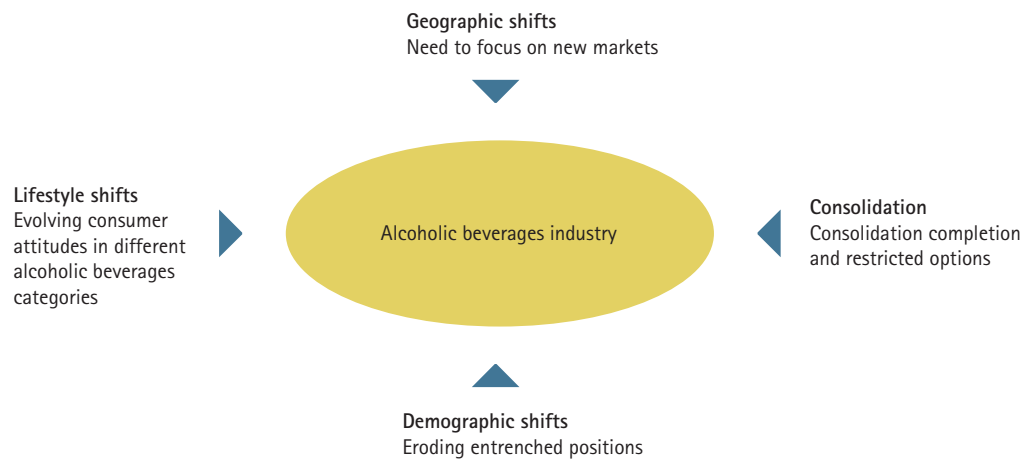 Geographic shifts
Need to focus on new markets
Lifestyle shifts
Evolving consumer
attitudes in different
alcoholic beverages
categories
Alcoholic beverages industry
Consolidation
Consolidation completion
and restricted options
Demographic shifts
Eroding entrenched positions